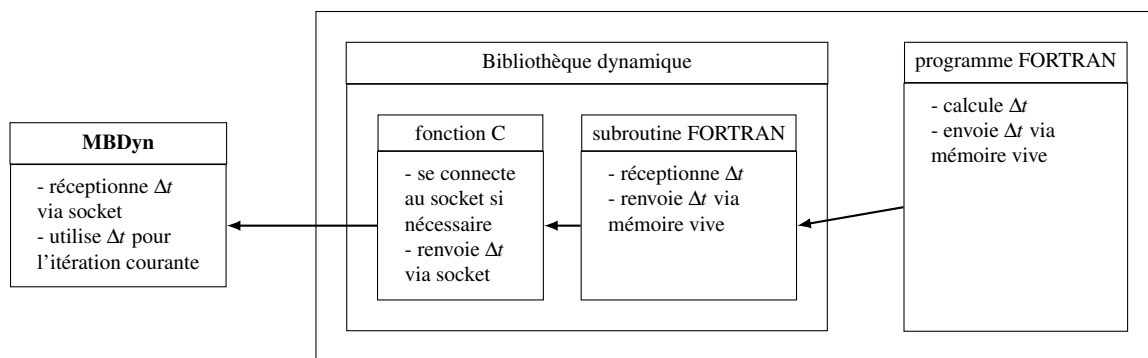 MBDyn
- réceptionne Δt
via socket
- utilise Δt pour
l'itération courante
Bibliothèque dynamique
fonction C
- se connecte
au socket si
nécessaire
- renvoie Δt
via socket
subroutine FORTRAN
- réceptionne Δt
- renvoie Δt via
mémoire vive
programme FORTRAN
- calcule Δt
- envoie Δt via
mémoire vive